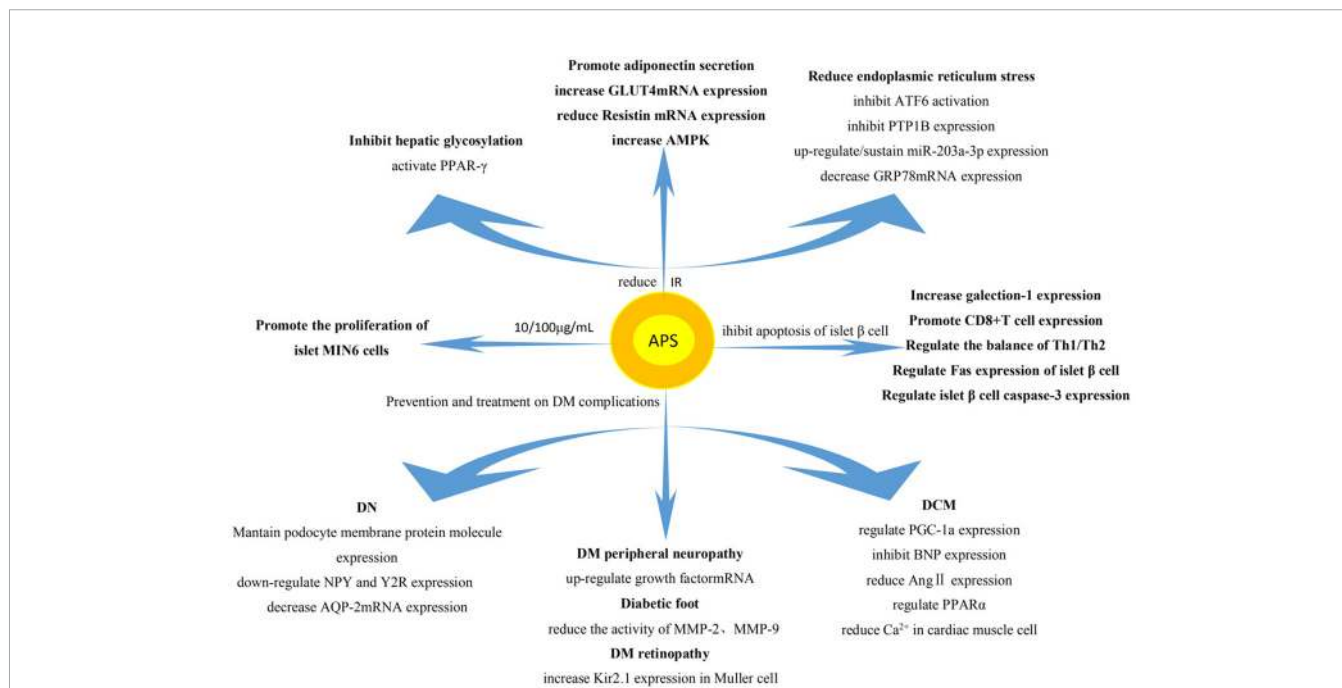 Promote adiponectin secretion
increase GLUT4mRNA expression
reduce Resistin mRNA expression
increase AMPK
Reduce endoplasmic reticulum stress
inhibit ATF6 activation
inhibit PTP1B expression
up-regulate/sustain miR-203a-3p expression
decrease GRP78mRNA expression
Inhibit hepatic glycosylation
activate PPAR-γ
reduce IR
Promote the proliferation of
islet MIN6 cells
10/100μg/mL
APS
ihibit apoptosis of islet β cell
Increase galection-1 expression
Promote CD8+T cell expression
Regulate the balance of Th1/Th2
Regulate Fas expression of islet β cell
Regulate islet β cell caspase-3 expression
Prevention and treatment on DM complications
DN
Mantain podocyte membrane protein molecule
expression
down-regulate NPY and Y2R expression
decrease AQP-2mRNA expression
DM peripheral neuropathy
up-regulate growth factormRNA
Diabetic foot
reduce the activity of MMP-2、MMP-9
DM retinopathy
increase Kir2.1 expression in Muller cell
DCM
regulate PGC-1a expression
inhibit BNP expression
reduce AngⅡ expression
regulate PPARα
reduce Ca²⁺ in cardiac muscle cell